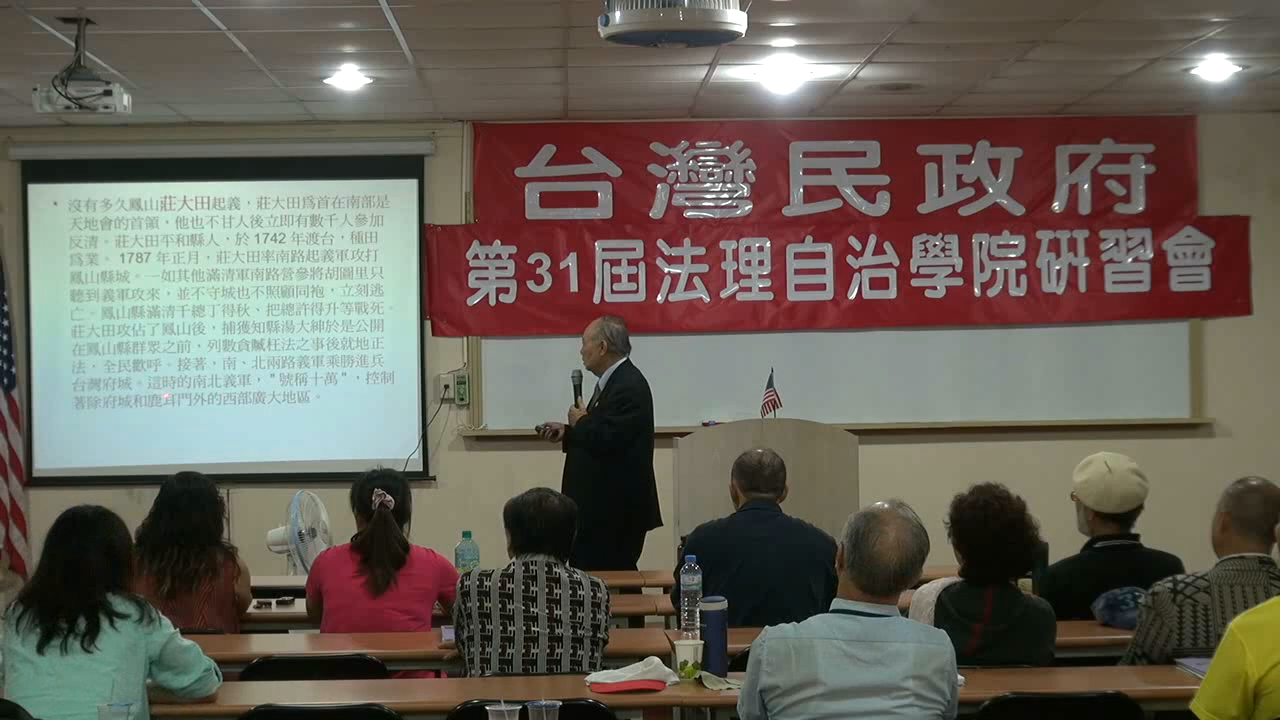 沒有多久鳳山莊大田起義，莊大田爲首在南部是
天地會的首領，他也不甘人後立即有數千人參加
反清。莊大田平和縣人，於 1742 年渡台，種田
爲業。 1787 年正月，莊大田率南路起義軍攻打
鳳山縣城。一如其他滿清軍南路營參將胡圖里只
聽到義軍攻來，並不守城也不照顧同袍，立刻逃
亡。鳳山縣滿清千總丁得秋、把總許得升等戰死。
莊大田攻佔了鳳山後，捕獲知縣湯大紳於是公開
在鳳山縣群眾之前，列數貪贓枉法之事後就地正
法，全民歡呼。接著，南、北兩路義軍乘勝進兵
台灣府城。這時的南北義軍，"號稱十萬"，控制
著除府城和鹿耳門外的西部廣大地區。
台灣民政府
第31屆法理自治學院研習會